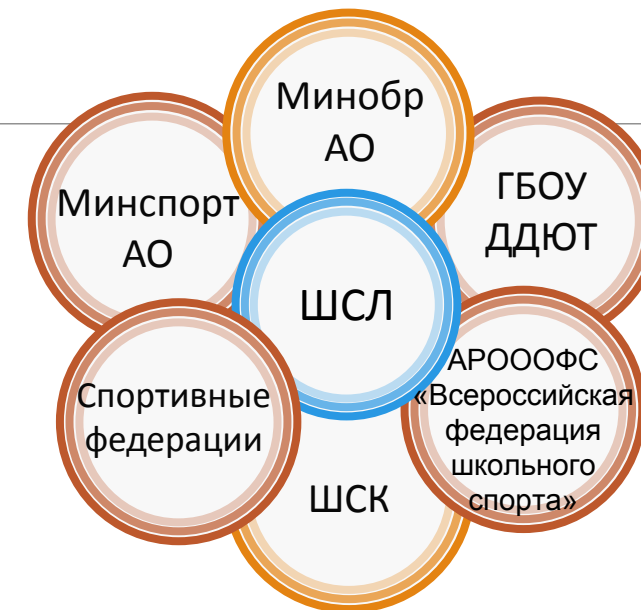 Минобр
АО
Минспорт
АО
ГБОУ
ДДЮТ
ШСЛ
Спортивные
федерации
АРОООФС
«Всероссийская
федерация
школьного
спорта»
ШСК